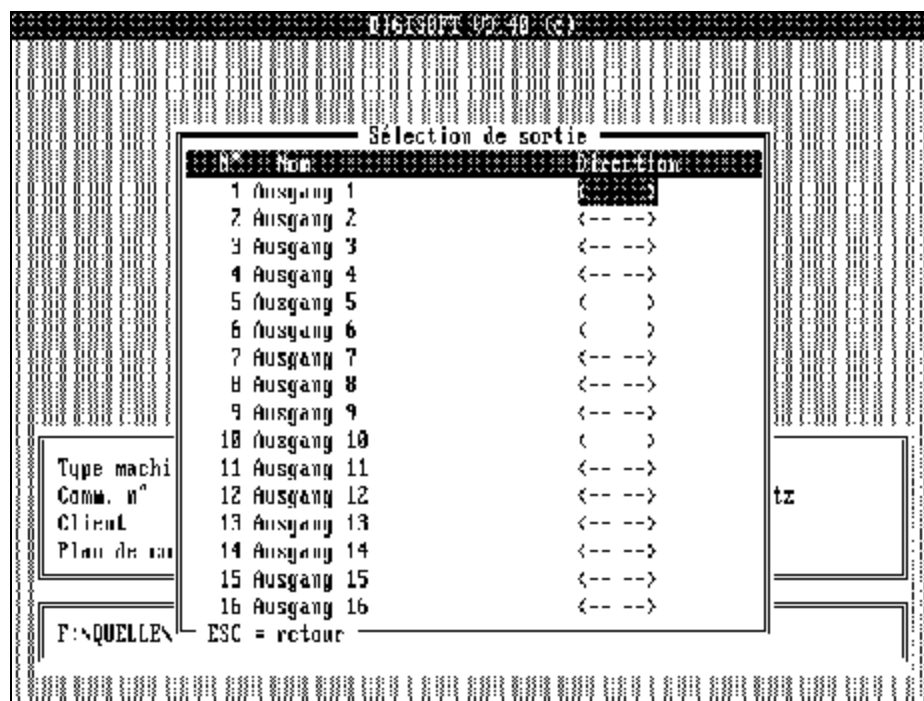 DIGISOFT V3.40 (c)
Sélection de sortie
N° Nom Direction
1 Ausgang 1 ( )
2 Ausgang 2 <-- -->
3 Ausgang 3 <-- -->
4 Ausgang 4 <-- -->
5 Ausgang 5 ( )
6 Ausgang 6 ( )
7 Ausgang 7 <-- -->
8 Ausgang 8 <-- -->
9 Ausgang 9 <-- -->
10 Ausgang 10 ( )
11 Ausgang 11 <-- -->
12 Ausgang 12 <-- -->
13 Ausgang 13 <-- -->
14 Ausgang 14 <-- -->
15 Ausgang 15 <-- -->
16 Ausgang 16 <-- -->
Type machi
Comm. n° tz
Client
Plan de
F:\QUELLE\
ESC = retour